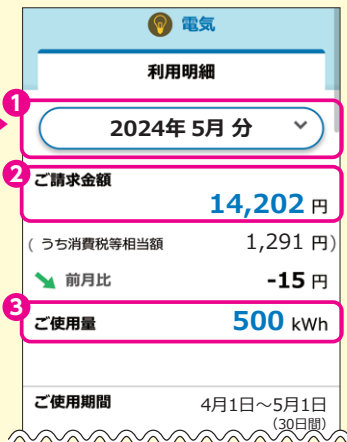 電気
利用明細
1
2024年 5月 分
2
ご請求金額
14,202 円
( うち消費税等相当額 1,291 円)
前月比 -15 円
3
ご使用量 500 kWh
ご使用期間 4月1日～5月1日
(30日間)